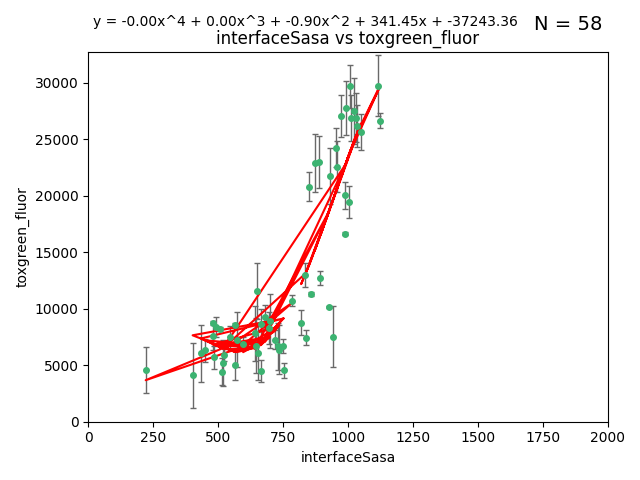 y = -0.00x^4 + 0.00x^3 + -0.90x^2 + 341.45x + -37243.36
N = 58
interfaceSasa vs toxgreen_fluor
30000
25000
20000
15000
10000
5000
0
toxgreen_fluor
0 250 500 750 1000 1250 1500 1750 2000
interfaceSasa